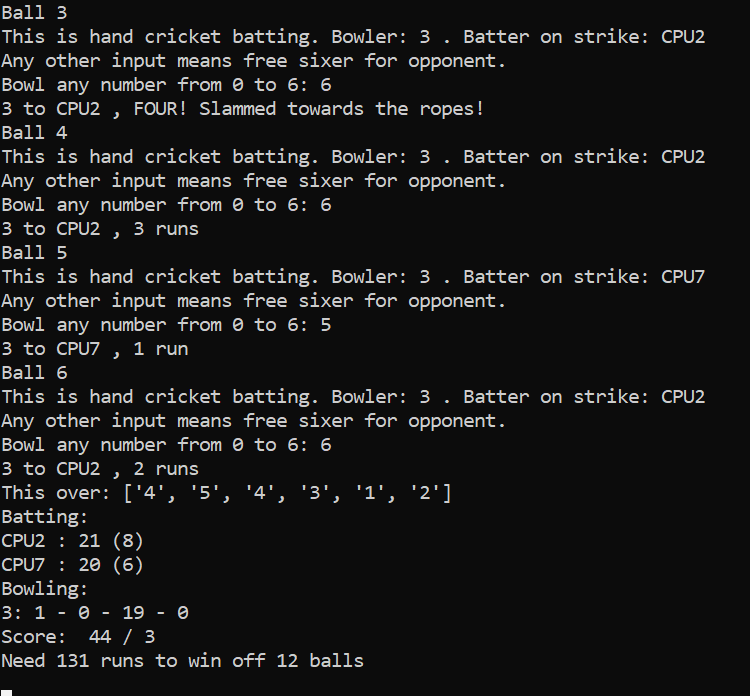 Ball 3
This is hand cricket batting. Bowler: 3 . Batter on strike: CPU2
Any other input means free sixer for opponent.
Bowl any number from 0 to 6: 6
3 to CPU2 , FOUR! Slammed towards the ropes!
Ball 4
This is hand cricket batting. Bowler: 3 . Batter on strike: CPU2
Any other input means free sixer for opponent.
Bowl any number from 0 to 6: 6
3 to CPU2 , 3 runs
Ball 5
This is hand cricket batting. Bowler: 3 . Batter on strike: CPU7
Any other input means free sixer for opponent.
Bowl any number from 0 to 6: 5
3 to CPU7 , 1 run
Ball 6
This is hand cricket batting. Bowler: 3 . Batter on strike: CPU2
Any other input means free sixer for opponent.
Bowl any number from 0 to 6: 6
3 to CPU2 , 2 runs
This over: ['4', '5', '4', '3', '1', '2']
Batting:
CPU2 : 21 (8)
CPU7 : 20 (6)
Bowling:
3: 1 - 0 - 19 - 0
Score:  44 / 3
Need 131 runs to win off 12 balls